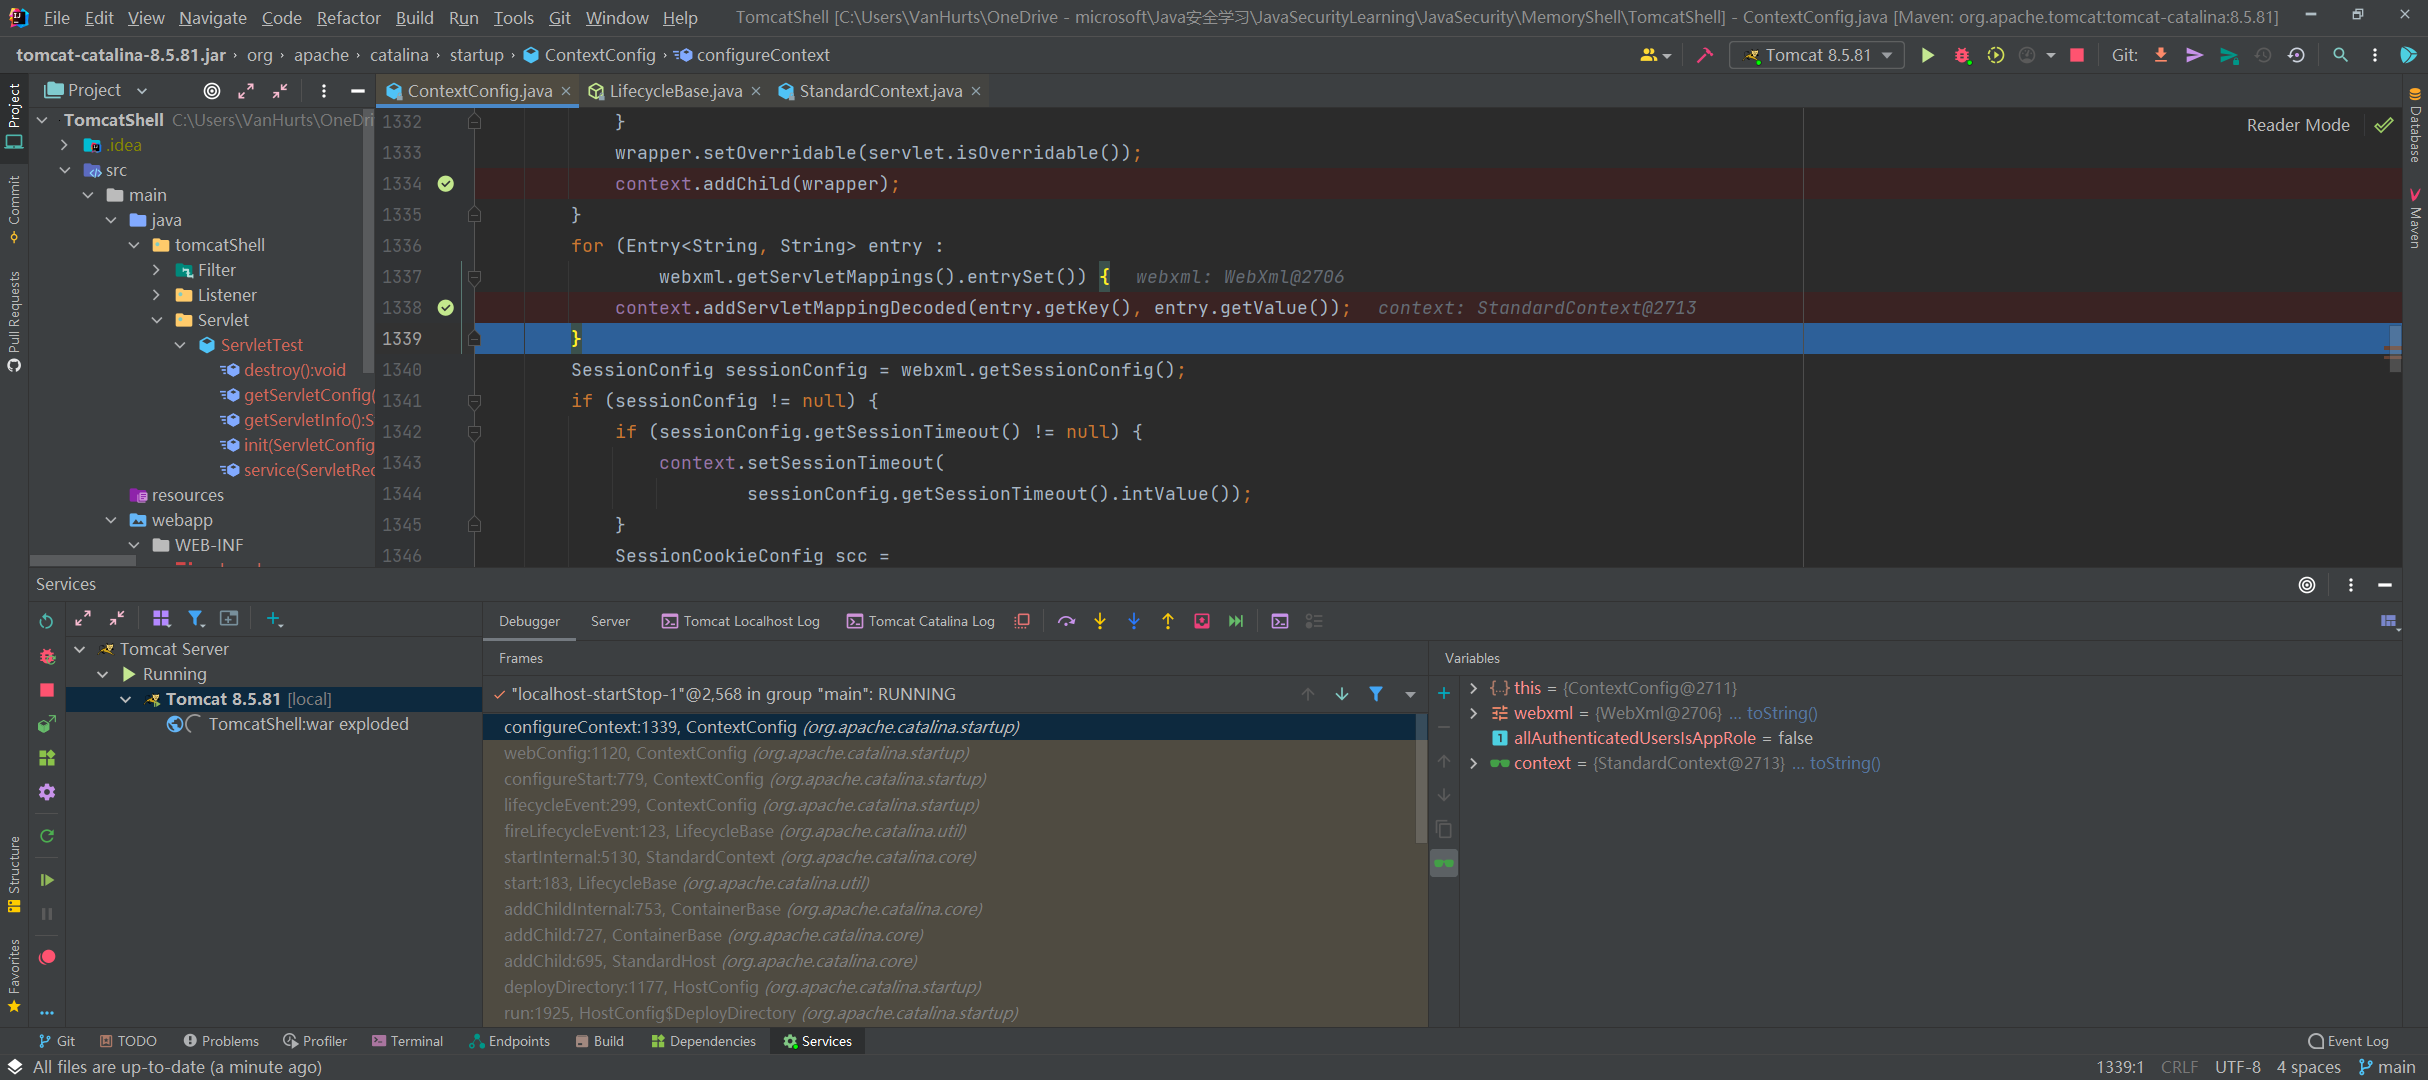 File Edit View Navigate Code Refactor Build Run Tools Git Window Help TomcatShell [C:\Users\VanHurts\OneDrive - microsoft\Java安全学习\JavaSecurityLearning\JavaSecurity\MemoryShell\TomcatShell] - ContextConfig.java [Maven: org.apache.tomcat:tomcat-catalina:8.5.81]
tomcat-catalina-8.5.81.jar › org › apache › catalina › startup › ContextConfig › configureContext Tomcat 8.5.81 Git:
Project
ContextConfig.java LifecycleBase.java StandardContext.java
TomcatShell C:\Users\VanHurts\OneDri
.idea
src
main
java
tomcatShell
Filter
Listener
Servlet
ServletTest
destroy():void
getServletConfig(
getServletInfo():S
init(ServletConfig
service(ServletRec
resources
webapp
WEB-INF
Reader Mode
1332 }
1333 wrapper.setOverridable(servlet.isOverridable());
1334 context.addChild(wrapper);
1335 }
1336 for (Entry<String, String> entry :
1337 webxml.getServletMappings().entrySet()) { webxml: WebXml@2706
1338 context.addServletMappingDecoded(entry.getKey(), entry.getValue()); context: StandardContext@2713
1339 }
1340 SessionConfig sessionConfig = webxml.getSessionConfig();
1341 if (sessionConfig != null) {
1342 if (sessionConfig.getSessionTimeout() != null) {
1343 context.setSessionTimeout(
1344 sessionConfig.getSessionTimeout().intValue());
1345 }
1346 SessionCookieConfig scc =
Project
Commit
Pull Requests
Structure
Favorites
Database
Maven
Services
Tomcat Server
Running
Tomcat 8.5.81 [local]
TomcatShell:war exploded
Debugger Server Tomcat Localhost Log Tomcat Catalina Log
Frames
"localhost-startStop-1"@2,568 in group "main": RUNNING
configureContext:1339, ContextConfig (org.apache.catalina.startup)
webConfig:1120, ContextConfig (org.apache.catalina.startup)
configureStart:779, ContextConfig (org.apache.catalina.startup)
lifecycleEvent:299, ContextConfig (org.apache.catalina.startup)
fireLifecycleEvent:123, LifecycleBase (org.apache.catalina.util)
startInternal:5130, StandardContext (org.apache.catalina.core)
start:183, LifecycleBase (org.apache.catalina.util)
addChildInternal:753, ContainerBase (org.apache.catalina.core)
addChild:727, ContainerBase (org.apache.catalina.core)
addChild:695, StandardHost (org.apache.catalina.core)
deployDirectory:1177, HostConfig (org.apache.catalina.startup)
run:1925, HostConfig$DeployDirectory (org.apache.catalina.startup)
Variables
this = {ContextConfig@2711}
webxml = {WebXml@2706} ... toString()
allAuthenticatedUsersIsAppRole = false
context = {StandardContext@2713} ... toString()
Git TODO Problems Profiler Terminal Endpoints Build Dependencies Services Event Log
All files are up-to-date (a minute ago) 1339:1 CRLF UTF-8 4 spaces main